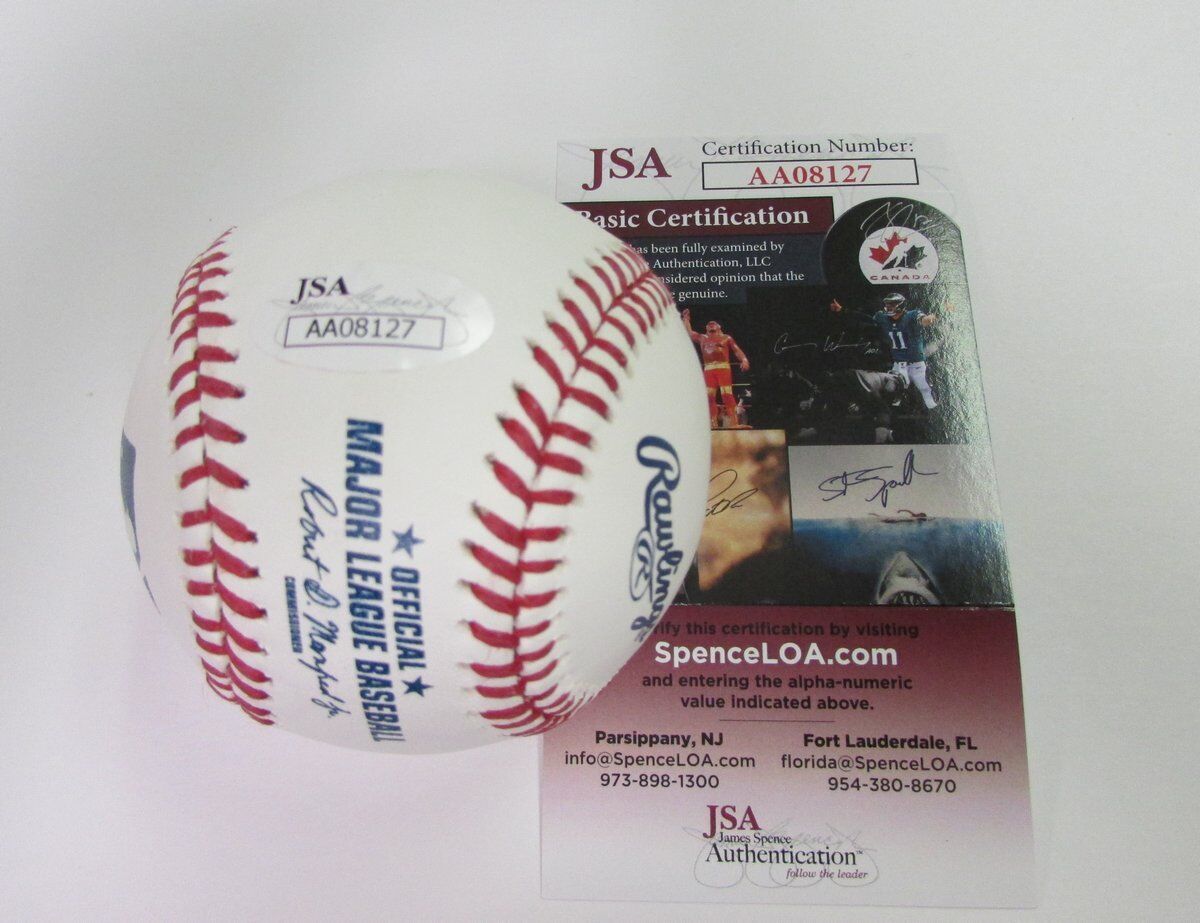 JSA
AA08127
OFFICIAL
MAJOR LEAGUE BASEBALL
Robert D. Manfred Jr.
COMMISSIONER
Rawlings
R
JSA
Certification Number:
AA08127
Basic Certification
has been fully examined by
Authentication, LLC
considered opinion that the
genuine.
CANADA
11
verify this certification by visiting
SpenceLOA.com
and entering the alpha-numeric
value indicated above.
Parsippany, NJ
info@SpenceLOA.com
973-898-1300
Fort Lauderdale, FL
florida@SpenceLOA.com
954-380-8670
JSA
James Spence
Authentication™
follow the leader